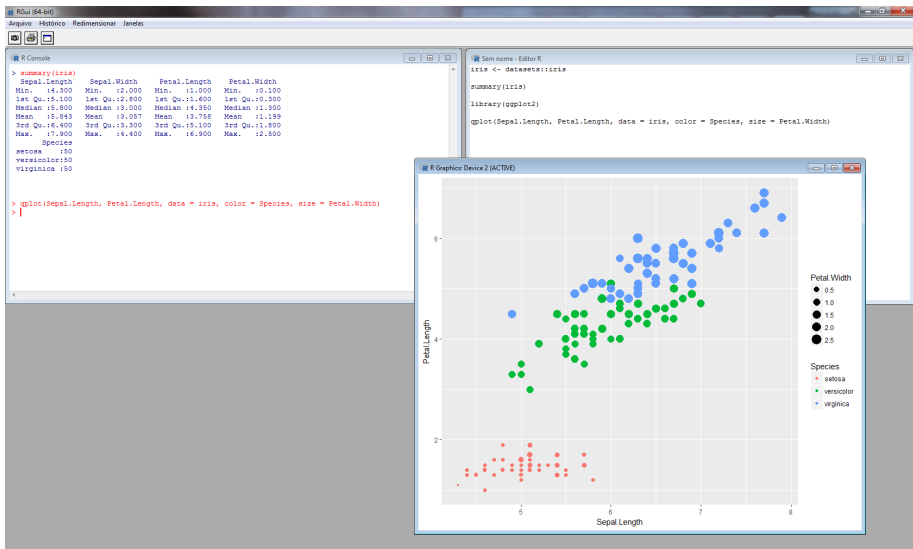 RGui (64-bit)
Arquivo Histórico Redimensionar Janelas
R Console
> summary(iris)
Sepal.Length Sepal.Width Petal.Length Petal.Width
Min. :4.300 Min. :2.000 Min. :1.000 Min. :0.100
1st Qu.:5.100 1st Qu.:2.800 1st Qu.:1.600 1st Qu.:0.300
Median :5.800 Median :3.000 Median :4.350 Median :1.300
Mean :5.843 Mean :3.057 Mean :3.758 Mean :1.199
3rd Qu.:6.400 3rd Qu.:3.300 3rd Qu.:5.100 3rd Qu.:1.800
Max. :7.900 Max. :4.400 Max. :6.900 Max. :2.500
Species
setosa :50
versicolor:50
virginica :50
> qplot(Sepal.Length, Petal.Length, data = iris, color = Species, size = Petal.Width)
>
Sem nome - Editor R
iris <- datasets::iris
summary(iris)
library(ggplot2)
qplot(Sepal.Length, Petal.Length, data = iris, color = Species, size = Petal.Width)
R Graphics: Device 2 (ACTIVE)
6
4
2
Petal.Length
5 6 7 8
Sepal.Length
Petal.Width
0.5
1.0
1.5
2.0
2.5
Species
setosa
versicolor
virginica